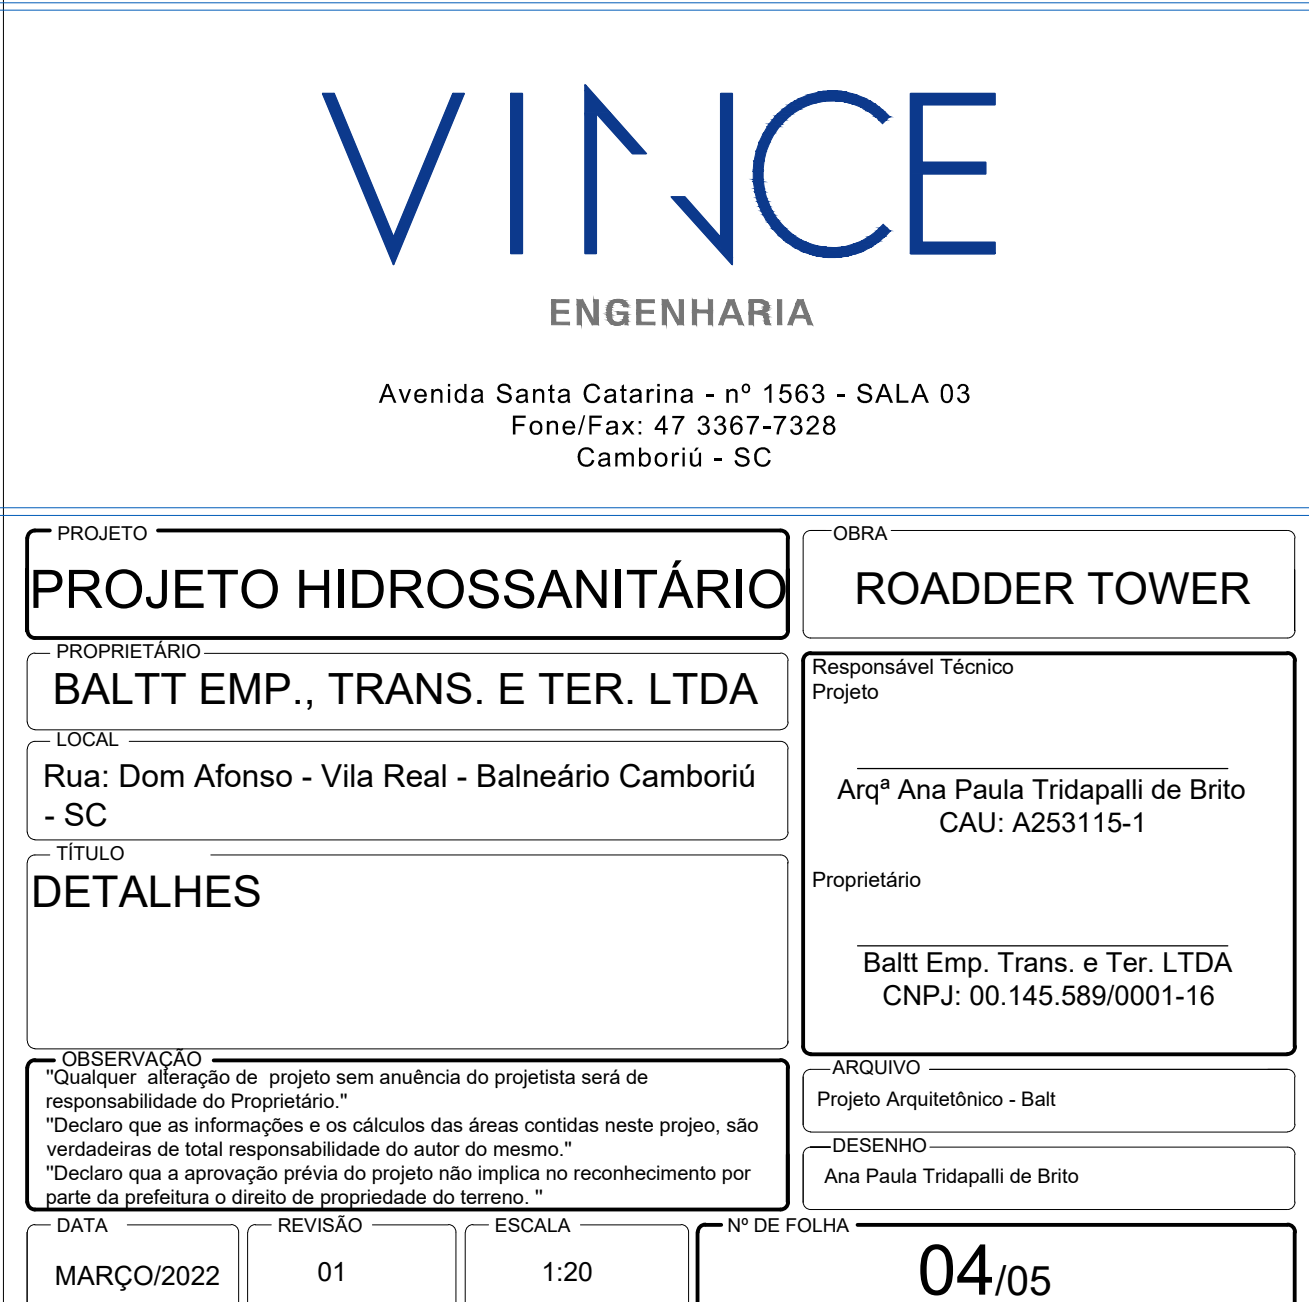 VINCE
ENGENHARIA
Avenida Santa Catarina - nº 1563 - SALA 03
Fone/Fax: 47 3367-7328
Camboriú - SC
PROJETO
PROJETO HIDROSSANITÁRIO
OBRA
ROADDER TOWER
PROPRIETÁRIO
BALTT EMP., TRANS. E TER. LTDA
LOCAL
Rua: Dom Afonso - Vila Real - Balneário Camboriú
- SC
TÍTULO
DETALHES
Responsável Técnico
Projeto
Arqª Ana Paula Tridapalli de Brito
CAU: A253115-1
Proprietário
Baltt Emp. Trans. e Ter. LTDA
CNPJ: 00.145.589/0001-16
OBSERVAÇÃO
"Qualquer alteração de projeto sem anuência do projetista será de
responsabilidade do Proprietário."
"Declaro que as informações e os cálculos das áreas contidas neste projeo, são
verdadeiras de total responsabilidade do autor do mesmo."
"Declaro qua a aprovação prévia do projeto não implica no reconhecimento por
parte da prefeitura o direito de propriedade do terreno. "
ARQUIVO
Projeto Arquitetônico - Balt
DESENHO
Ana Paula Tridapalli de Brito
DATA
MARÇO/2022
REVISÃO
01
ESCALA
1:20
Nº DE FOLHA
04/05